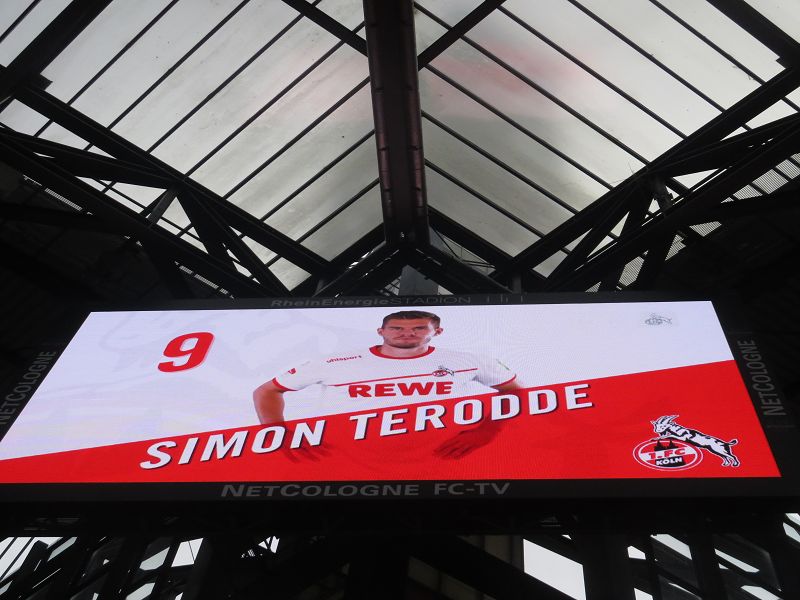 RheinEnergieSTADION
9
uhlsport
REWE
SIMON TERODDE
1.FC
KÖLN
NETCOLOGNE FC-TV
NETCOLOGNE
NETCOLOGNE